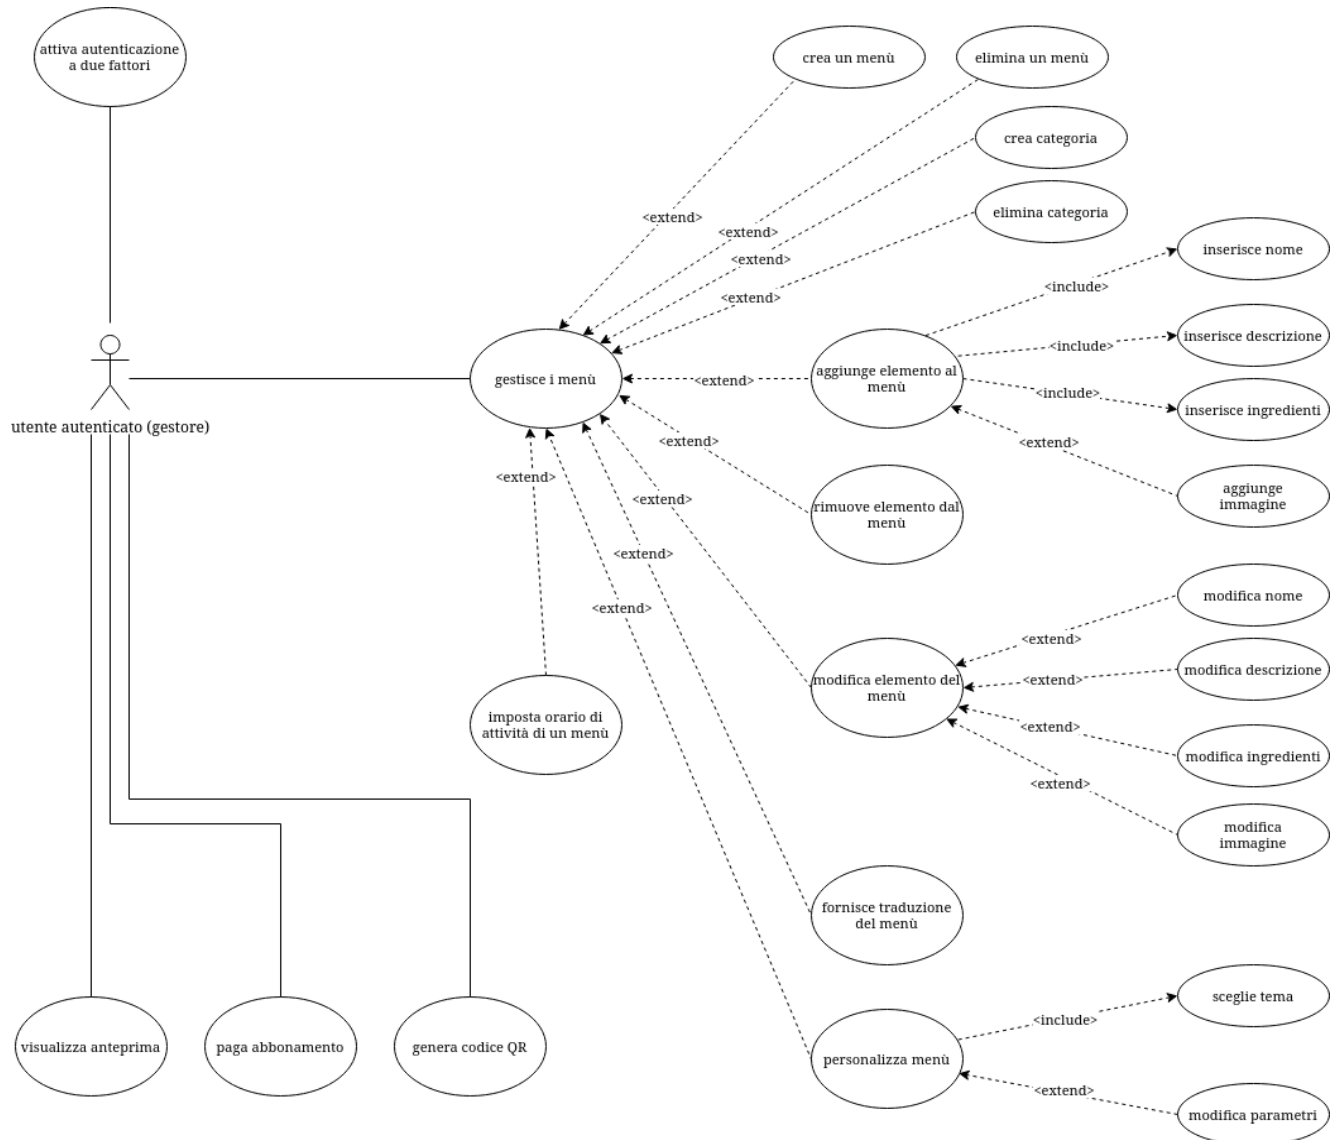 attiva autenticazione
a due fattori
crea un menù
elimina un menù
crea categoria
elimina categoria
<extend>
<extend>
<extend>
<extend>
inserisce nome
<include>
inserisce descrizione
<include>
aggiunge elemento al
menù
gestisce i menù
<extend>
<include>
inserisce ingredienti
utente autenticato (gestore)
<extend>
<extend>
<extend>
aggiunge
immagine
<extend>
rimuove elemento dal
menù
<extend>
<extend>
modifica nome
<extend>
modifica descrizione
<extend>
modifica elemento del
menù
imposta orario di
attività di un menù
<extend>
modifica ingredienti
<extend>
modifica
immagine
fornisce traduzione
del menù
sceglie tema
<include>
visualizza anteprima
paga abbonamento
genera codice QR
personalizza menù
<extend>
modifica parametri